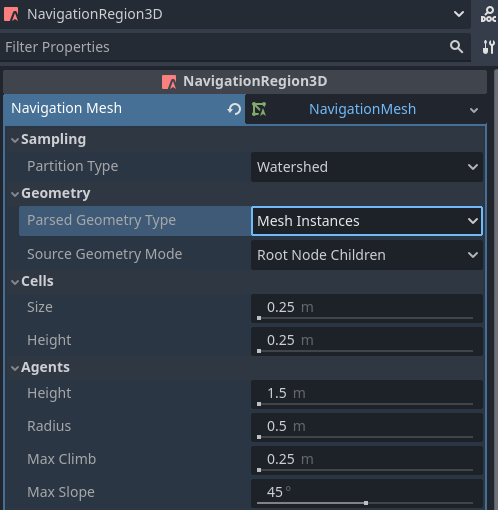 NavigationRegion3D
DOC
Filter Properties
NavigationRegion3D
Navigation Mesh NavigationMesh
Sampling
Partition Type Watershed
Geometry
Parsed Geometry Type Mesh Instances
Source Geometry Mode Root Node Children
Cells
Size 0.25 m
Height 0.25 m
Agents
Height 1.5 m
Radius 0.5 m
Max Climb 0.25 m
Max Slope 45 °